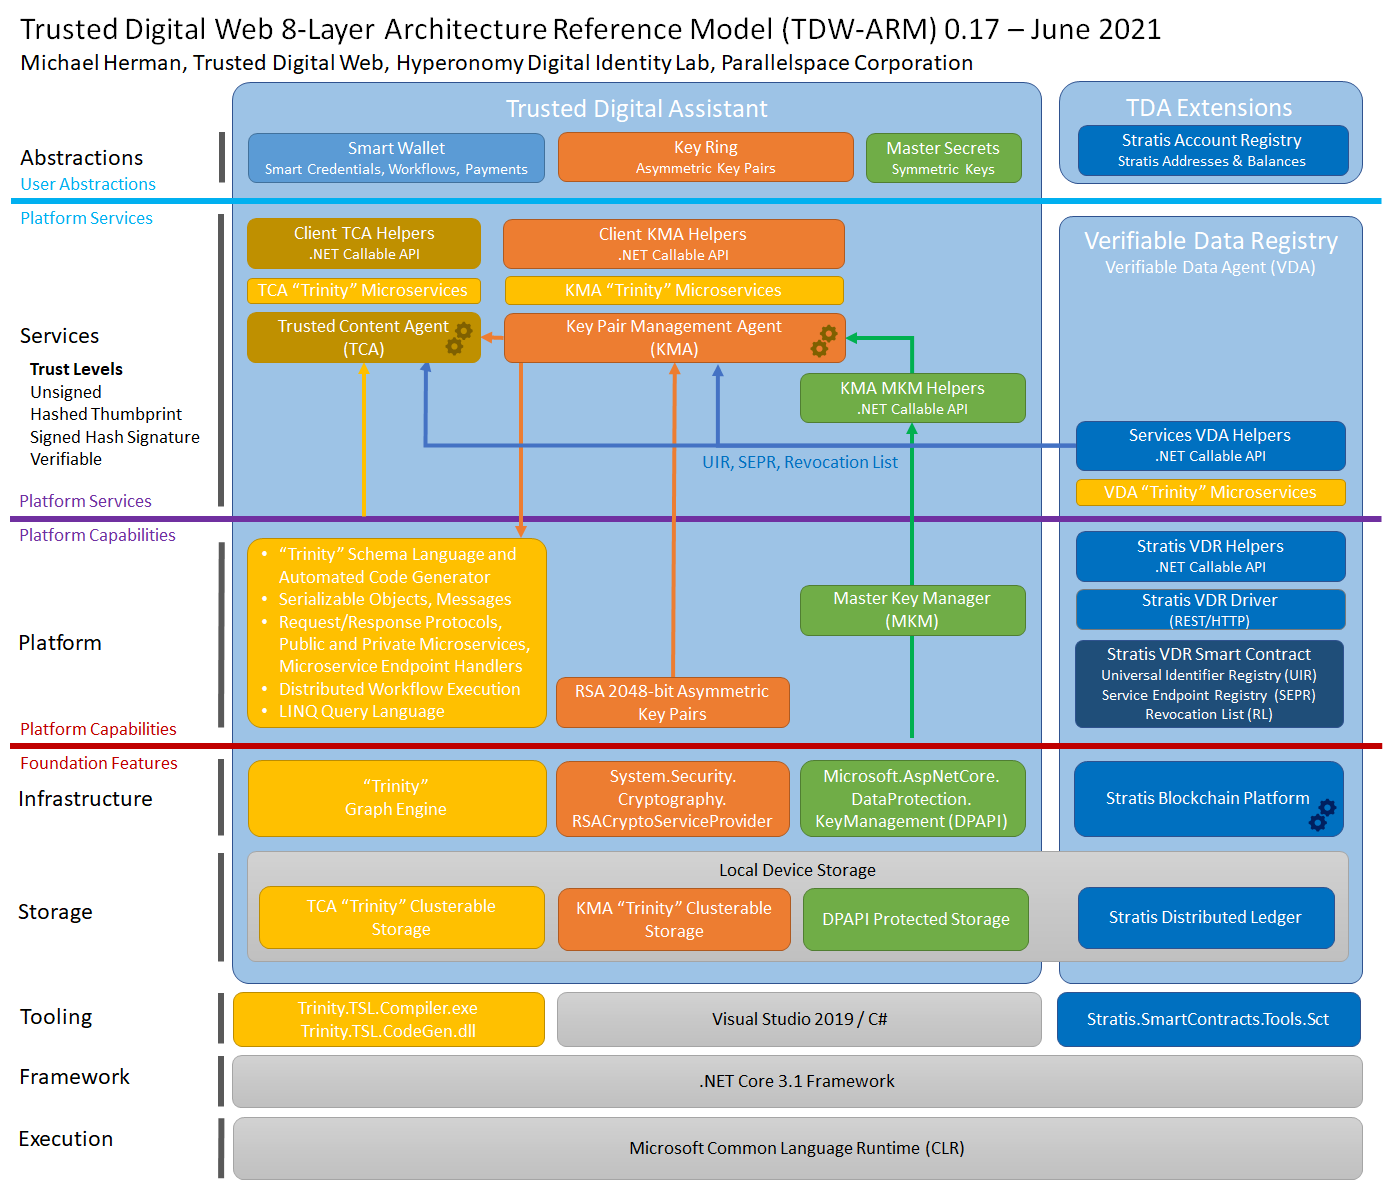 Trusted Digital Web 8-Layer Architecture Reference Model (TDW-ARM) 0.17 – June 2021
Michael Herman, Trusted Digital Web, Hyperonomy Digital Identity Lab, Parallelspace Corporation
Trusted Digital Assistant
TDA Extensions
Abstractions
User Abstractions
Smart Wallet
Smart Credentials, Workflows, Payments
Key Ring
Asymmetric Key Pairs
Master Secrets
Symmetric Keys
Stratis Account Registry
Stratis Addresses & Balances
Platform Services
Client TCA Helpers
.NET Callable API
Client KMA Helpers
.NET Callable API
Verifiable Data Registry
Verifiable Data Agent (VDA)
TCA “Trinity” Microservices
KMA “Trinity” Microservices
Services
Trust Levels
Unsigned
Hashed Thumbprint
Signed Hash Signature
Verifiable
Trusted Content Agent
(TCA)
Key Pair Management Agent
(KMA)
KMA MKM Helpers
.NET Callable API
UIR, SEPR, Revocation List
Services VDA Helpers
.NET Callable API
VDA “Trinity” Microservices
Platform Services
Platform Capabilities
Platform
• “Trinity” Schema Language and
Automated Code Generator
• Serializable Objects, Messages
• Request/Response Protocols,
Public and Private Microservices,
Microservice Endpoint Handlers
• Distributed Workflow Execution
• LINQ Query Language
RSA 2048-bit Asymmetric
Key Pairs
Master Key Manager
(MKM)
Stratis VDR Helpers
.NET Callable API
Stratis VDR Driver
(REST/HTTP)
Stratis VDR Smart Contract
Universal Identifier Registry (UIR)
Service Endpoint Registry (SEPR)
Revocation List (RL)
Platform Capabilities
Foundation Features
Infrastructure
“Trinity”
Graph Engine
System.Security.
Cryptography.
RSACryptoServiceProvider
Microsoft.AspNetCore.
DataProtection.
KeyManagement (DPAPI)
Stratis Blockchain Platform
Storage
Local Device Storage
TCA “Trinity” Clusterable
Storage
KMA “Trinity” Clusterable
Storage
DPAPI Protected Storage
Stratis Distributed Ledger
Tooling
Trinity.TSL.Compiler.exe
Trinity.TSL.CodeGen.dll
Visual Studio 2019 / C#
Stratis.SmartContracts.Tools.Sct
Framework
.NET Core 3.1 Framework
Execution
Microsoft Common Language Runtime (CLR)